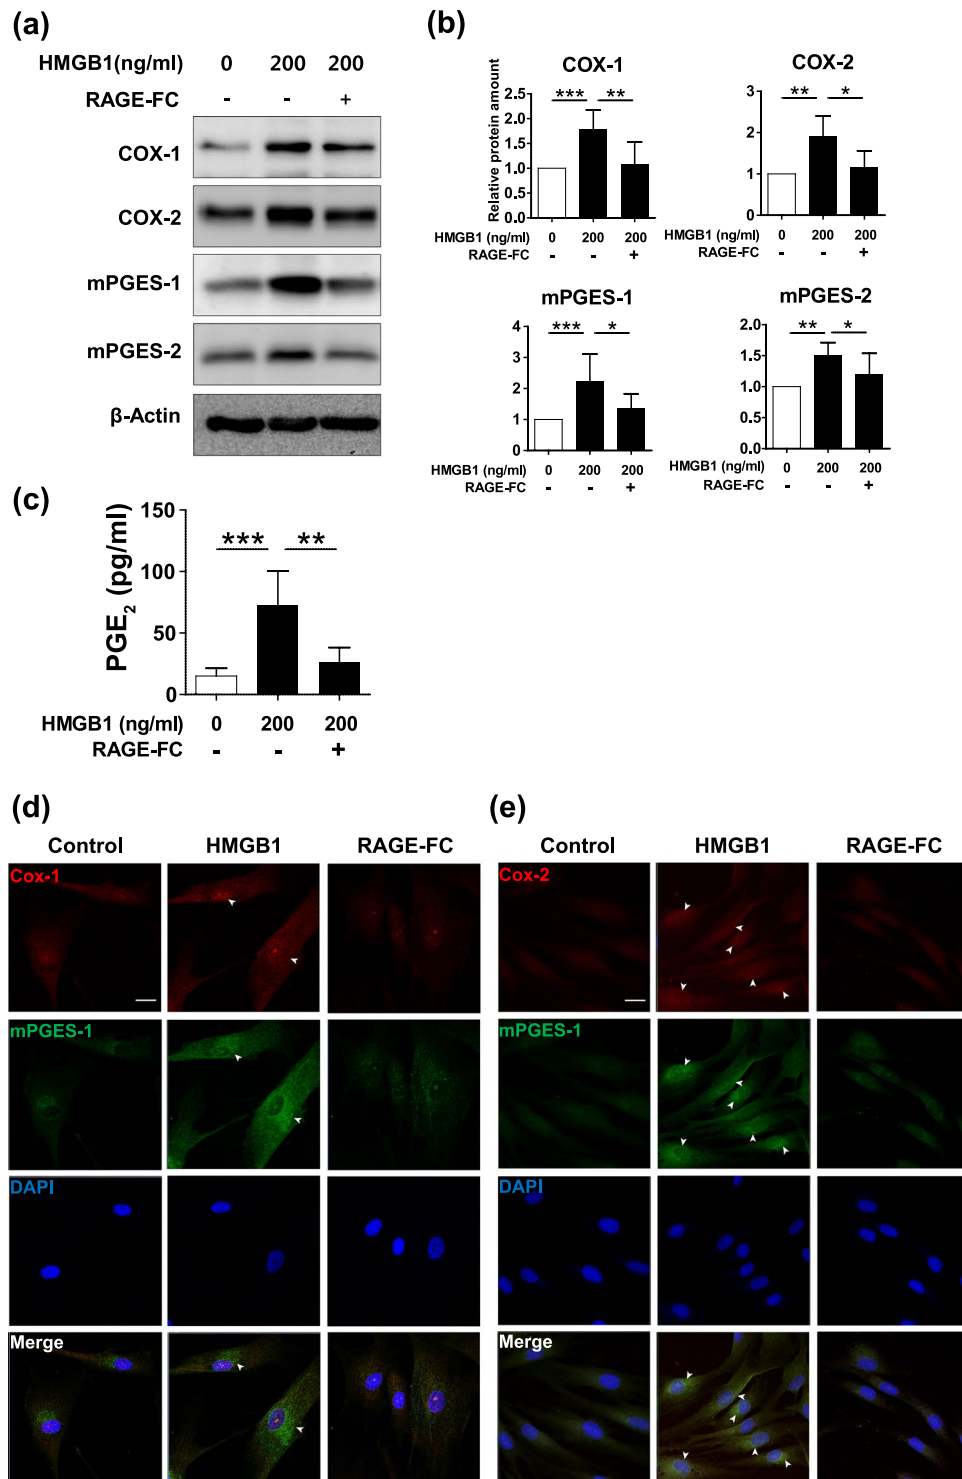 (a)
HMGB1(ng/ml) 0 200 200
RAGE-FC - - +
COX-1
COX-2
mPGES-1
mPGES-2
β-Actin
(b)
COX-1
Relative protein amount
2.5
2.0
1.5
1.0
0.5
0.0
*** **
HMGB1 (ng/ml) 0 200 200
RAGE-FC - - +
COX-2
3
2
1
0
** *
HMGB1 (ng/ml) 0 200 200
RAGE-FC - - +
mPGES-1
4
3
2
1
0
*** *
HMGB1 (ng/ml) 0 200 200
RAGE-FC - - +
mPGES-2
2.0
1.5
1.0
0.5
0.0
** *
HMGB1 (ng/ml) 0 200 200
RAGE-FC - - +
(c)
PGE₂ (pg/ml)
150
100
50
0
*** **
HMGB1 (ng/ml) 0 200 200
RAGE-FC - - +
(d)
Control HMGB1 RAGE-FC
Cox-1
mPGES-1
DAPI
Merge
(e)
Control HMGB1 RAGE-FC
Cox-2
mPGES-1
DAPI
Merge